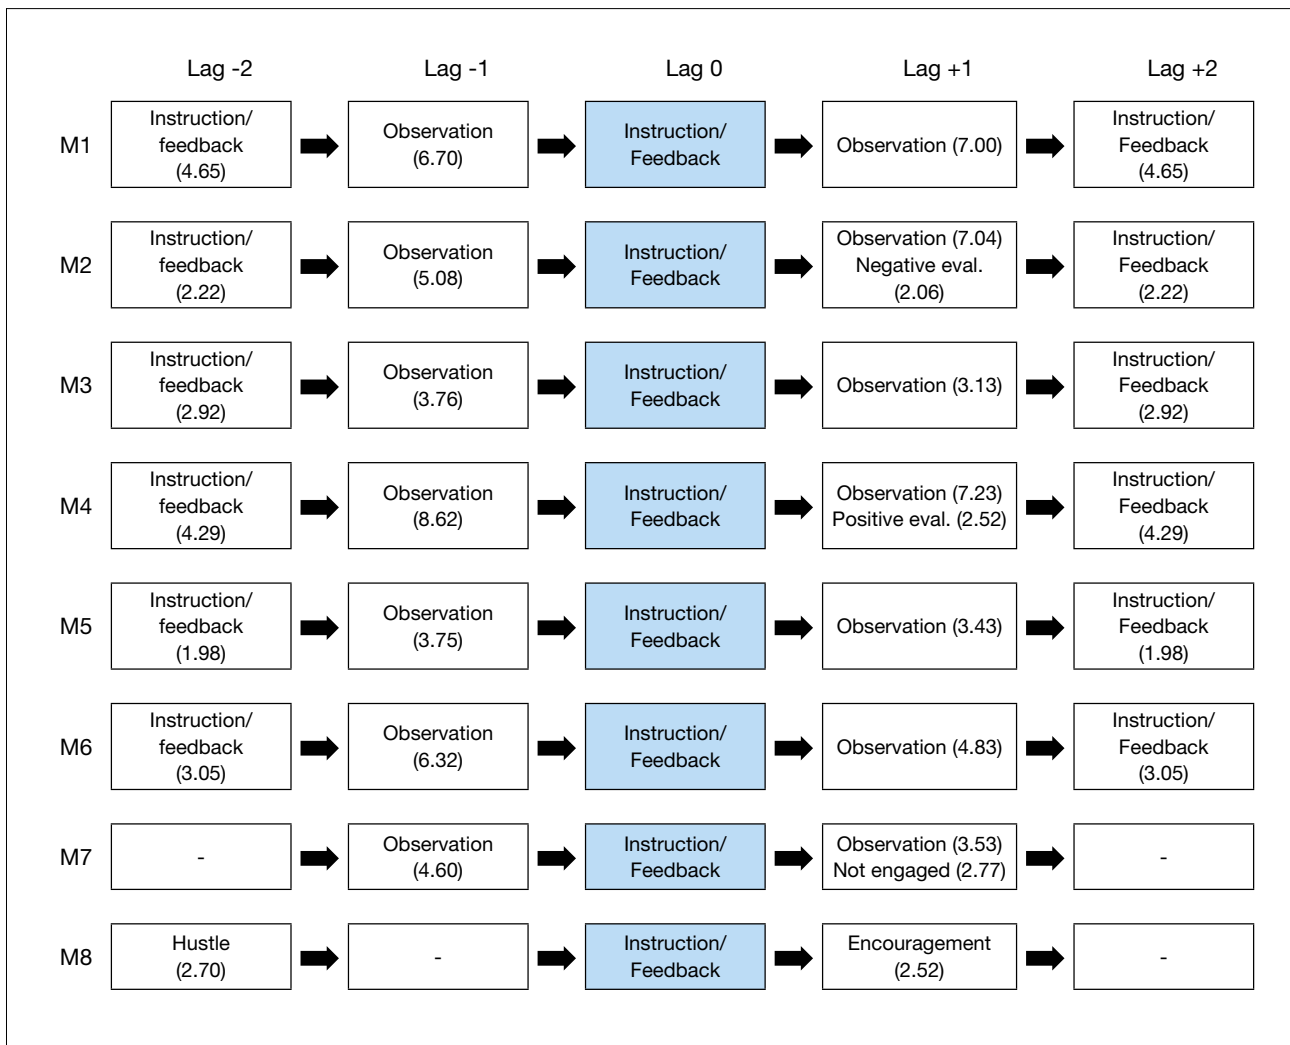 Lag -2 Lag -1 Lag 0 Lag +1 Lag +2
M1
Instruction/
feedback
(4.65)
Observation
(6.70)
Instruction/
Feedback
Observation (7.00)
Instruction/
Feedback
(4.65)
M2
Instruction/
feedback
(2.22)
Observation
(5.08)
Instruction/
Feedback
Observation (7.04)
Negative eval.
(2.06)
Instruction/
Feedback
(2.22)
M3
Instruction/
feedback
(2.92)
Observation
(3.76)
Instruction/
Feedback
Observation (3.13)
Instruction/
Feedback
(2.92)
M4
Instruction/
feedback
(4.29)
Observation
(8.62)
Instruction/
Feedback
Observation (7.23)
Positive eval. (2.52)
Instruction/
Feedback
(4.29)
M5
Instruction/
feedback
(1.98)
Observation
(3.75)
Instruction/
Feedback
Observation (3.43)
Instruction/
Feedback
(1.98)
M6
Instruction/
feedback
(3.05)
Observation
(6.32)
Instruction/
Feedback
Observation (4.83)
Instruction/
Feedback
(3.05)
M7
-
Observation
(4.60)
Instruction/
Feedback
Observation (3.53)
Not engaged (2.77)
-
M8
Hustle
(2.70)
-
Instruction/
Feedback
Encouragement
(2.52)
-